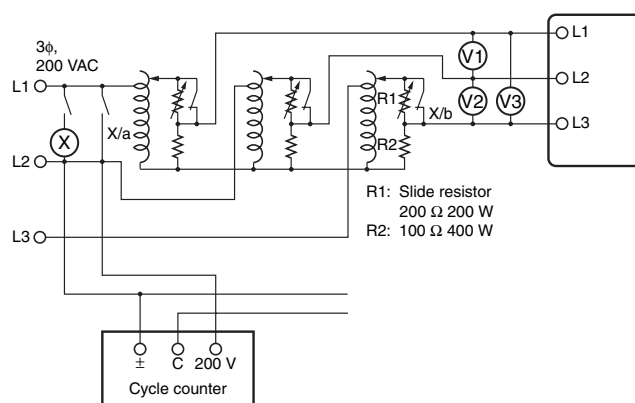 3ϕ,
200 VAC
L1
X
L2
L3
X/a
R1
R2
X/b
V1
V2
V3
L1
L2
L3
R1: Slide resistor
200 Ω 200 W
R2: 100 Ω 400 W
± C 200 V
Cycle counter